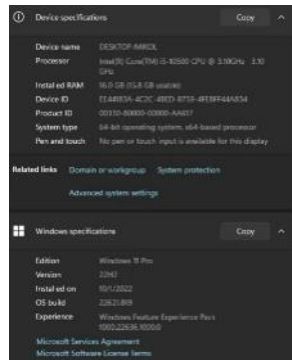 Device specifications Copy
Device name DESKTOP-
Processor Intel(R) Core(TM) i5-10500 CPU @ 3.10GHz 3.10
GHz
Installed RAM 16.0 GB (15.8 GB usable)
Device ID
Product ID
System type 64-bit operating system, x64-based processor
Pen and touch No pen or touch input is available for this display
Related links Domain or workgroup System protection
Advanced system settings
Windows specifications Copy
Edition Windows 11 Pro
Version 22H2
Installed on 10/1/2022
OS build 22621.819
Experience Windows Feature Experience Pack
1000.22636.1000.0
Microsoft Services Agreement
Microsoft Software License Terms